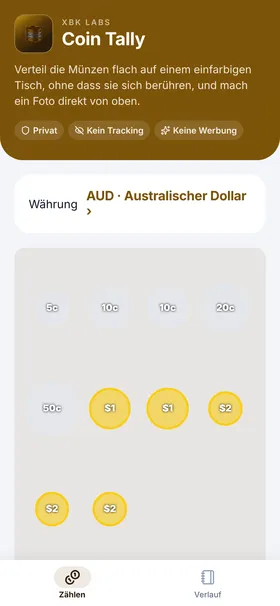 XBK LABS
Coin Tally
Verteil die Münzen flach auf einem einfarbigen
Tisch, ohne dass sie sich berühren, und mach
ein Foto direkt von oben.
Privat
Kein Tracking
Keine Werbung
Währung
AUD · Australischer Dollar
›
5c
10c
10c
20c
50c
$1
$1
$2
$2
$2
Zählen
Verlauf